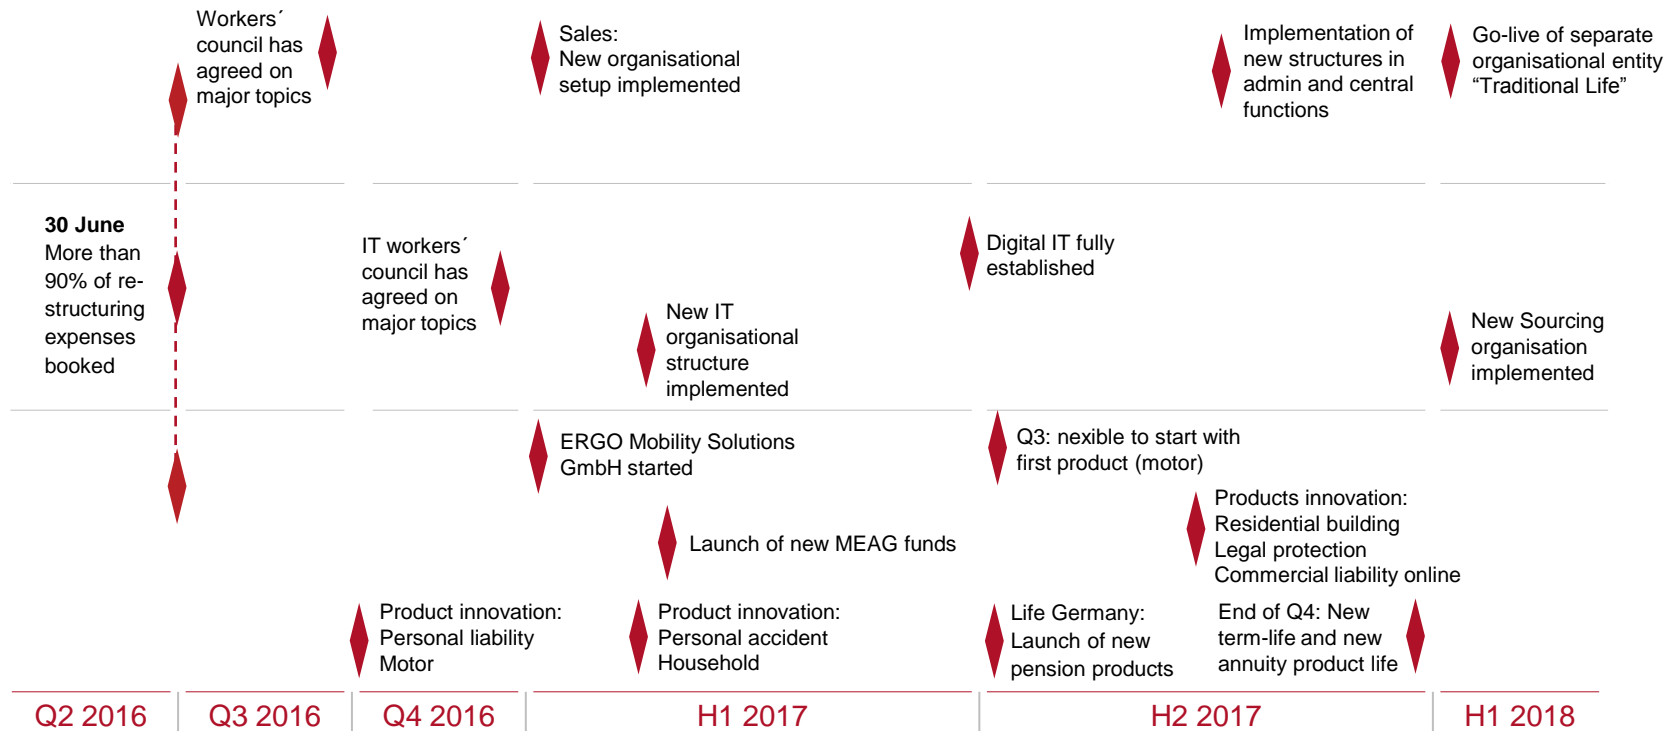 Workers´
council has
agreed on
major topics
Sales:
New organisational
setup implemented
Implementation of
new structures in
admin and central
functions
Go-live of separate
organisational entity
“Traditional Life”
30 June
More than
90% of re-
structuring
expenses
booked
IT workers´
council has
agreed on
major topics
New IT
organisational
structure
implemented
Digital IT fully
established
New Sourcing
organisation
implemented
ERGO Mobility Solutions
GmbH started
Q3: nexible to start with
first product (motor)
Launch of new MEAG funds
Products innovation:
Residential building
Legal protection
Commercial liability online
Product innovation:
Personal liability
Motor
Product innovation:
Personal accident
Household
Life Germany:
Launch of new
pension products
End of Q4: New
term-life and new
annuity product life
Q2 2016
Q3 2016
Q4 2016
H1 2017
H2 2017
H1 2018